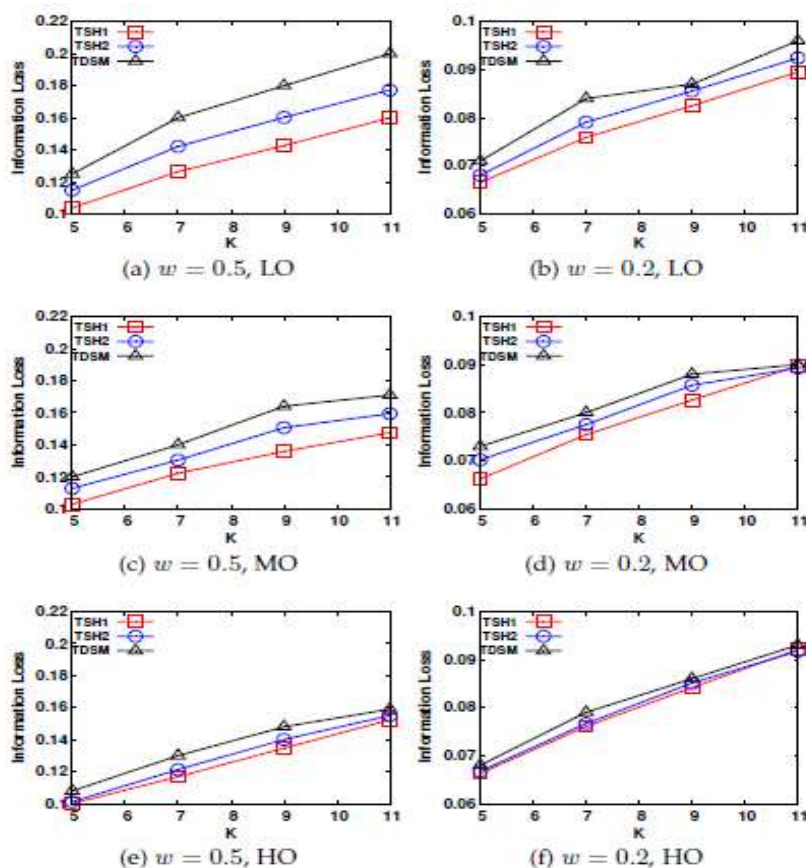 0.22
0.2
0.18
0.16
0.14
0.12
0.1
Information Loss
TSH1
TSH2
TDSM
5 6 7 8 9 10 11
K
(a) w = 0.5, LO
0.1
0.09
0.08
0.07
0.06
Information Loss
TSH1
TSH2
TDSM
5 6 7 8 9 10 11
K
(b) w = 0.2, LO
0.22
0.2
0.18
0.16
0.14
0.12
0.1
Information Loss
TSH1
TSH2
TDSM
5 6 7 8 9 10 11
K
(c) w = 0.5, MO
0.1
0.09
0.08
0.07
0.06
Information Loss
TSH1
TSH2
TDSM
5 6 7 8 9 10 11
K
(d) w = 0.2, MO
0.22
0.2
0.18
0.16
0.14
0.12
0.1
Information Loss
TSH1
TSH2
TDSM
5 6 7 8 9 10 11
K
(e) w = 0.5, HO
0.1
0.09
0.08
0.07
0.06
Information Loss
TSH1
TSH2
TDSM
5 6 7 8 9 10 11
K
(f) w = 0.2, HO